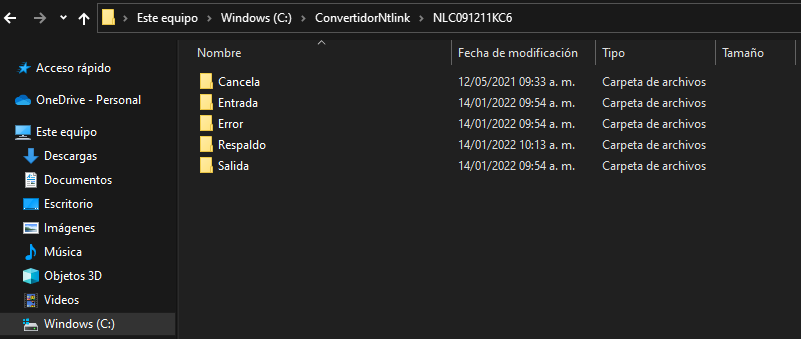 Este equipo > Windows (C:) > ConvertidorNtlink > NLC091211KC6
Nombre Fecha de modificación Tipo Tamaño
Acceso rápido
OneDrive - Personal
Este equipo
Descargas
Documentos
Escritorio
Imágenes
Música
Objetos 3D
Videos
Windows (C:)
Cancela 12/05/2021 09:33 a. m. Carpeta de archivos
Entrada 14/01/2022 09:54 a. m. Carpeta de archivos
Error 14/01/2022 09:54 a. m. Carpeta de archivos
Respaldo 14/01/2022 10:13 a. m. Carpeta de archivos
Salida 14/01/2022 09:54 a. m. Carpeta de archivos